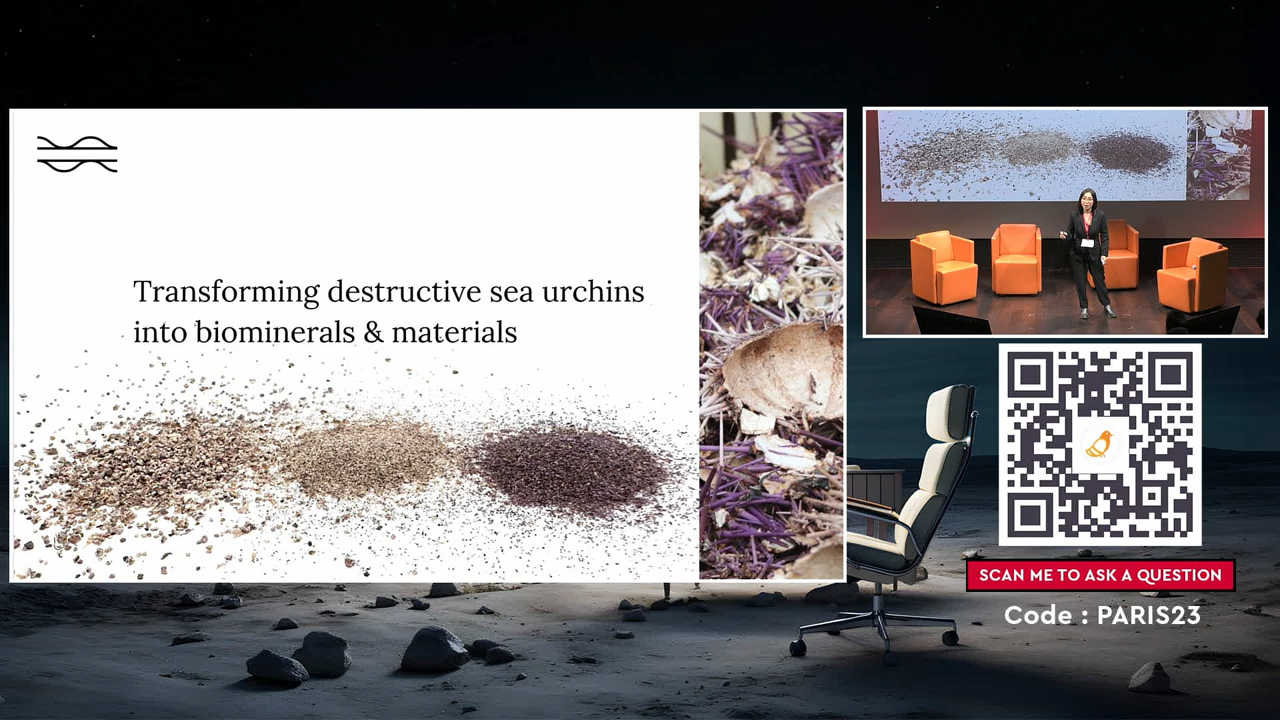 Transforming destructive sea urchins
into biominerals & materials
SCAN ME TO ASK A QUESTION
Code : PARIS23